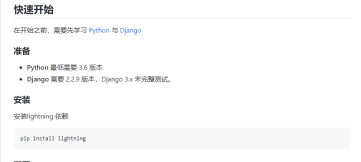 快速开始
在开始之前，需要先学习 Python 与 Django
准备
Python 最低需要 3.6 版本
Django 需要 2.2.9 版本，Django 3.x 未完整测试。
安装
安装lightning 依赖
pip install lightning